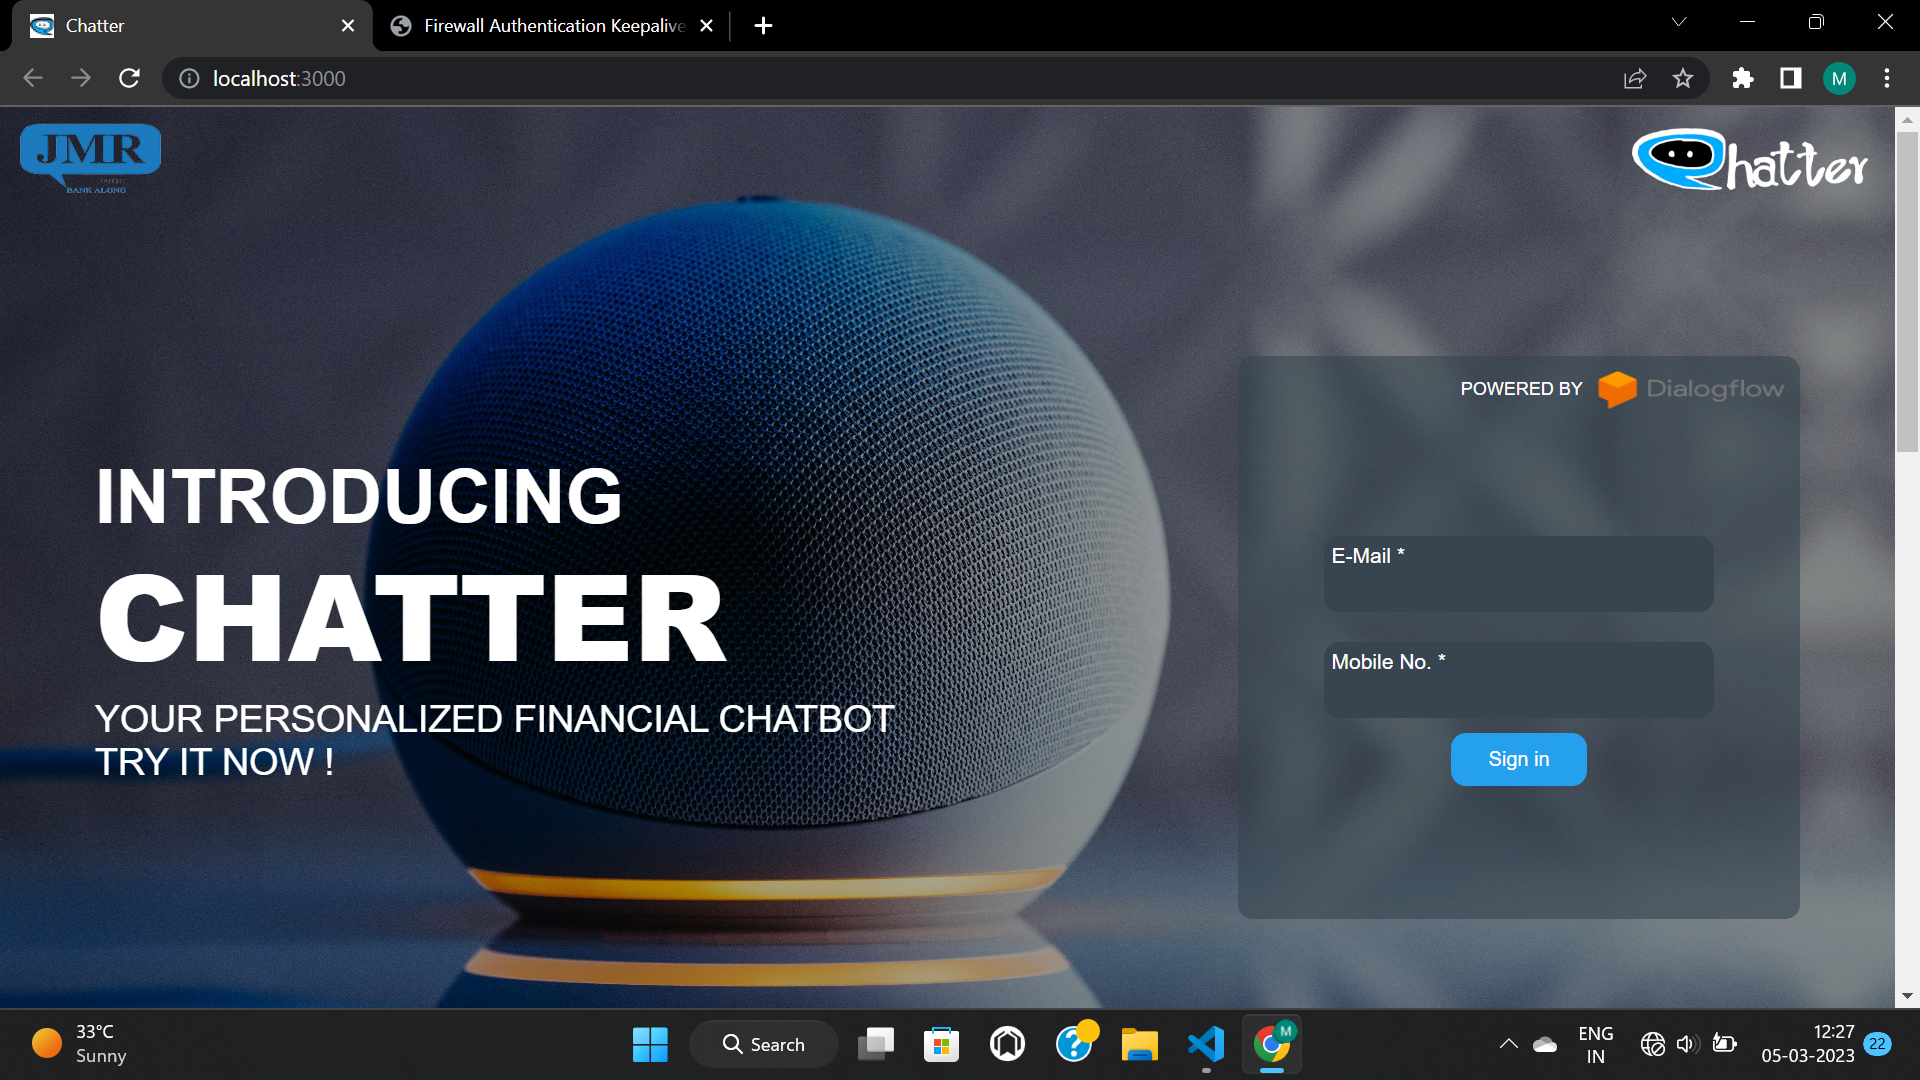 Chatter
Firewall Authentication Keepalive
localhost:3000
M
JMR
BANK ALONG
hatter
POWERED BY Dialogflow
INTRODUCING
CHATTER
YOUR PERSONALIZED FINANCIAL CHATBOT
TRY IT NOW !
E-Mail *
Mobile No. *
Sign in
33°C
Sunny
Search
M
ENG
IN
12:27
05-03-2023
22